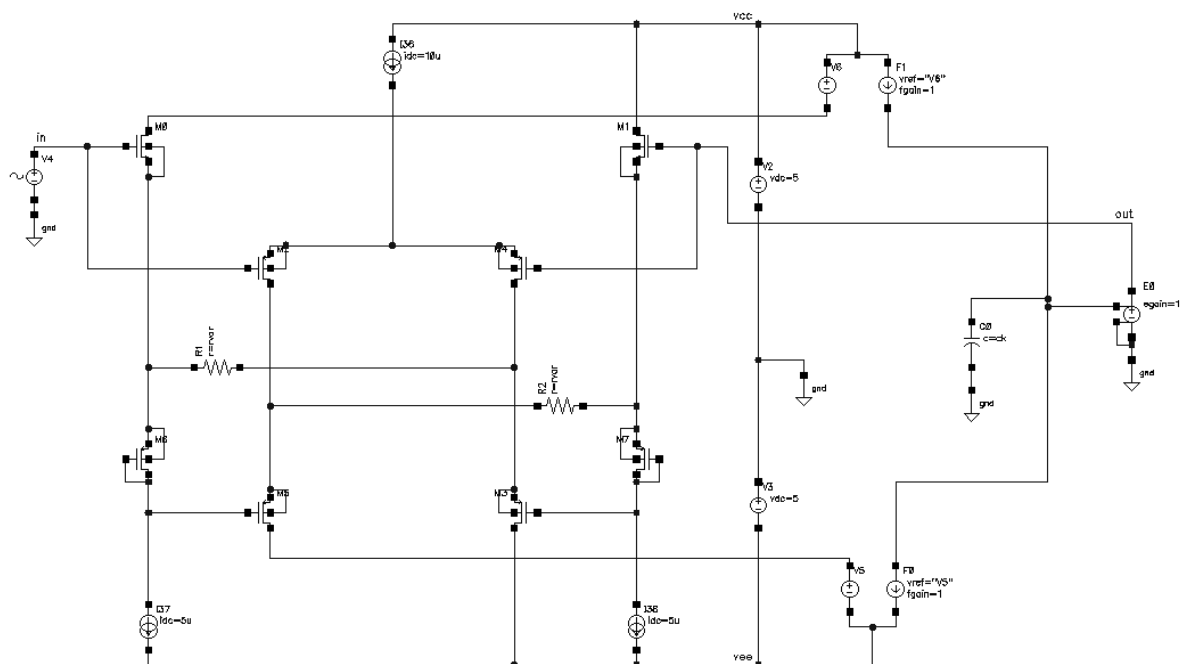 vcc
I36
idc=10u
V6
F1
vref="V6"
fgain=1
in
M0
M1
V4
V2
vdc=5
gnd
out
M2
M4
E0
egain=1
C0
c=ck
R1
r=rvar
R2
r=rvar
gnd
gnd
gnd
M6
M7
M5
M3
V3
vdc=5
V5
F0
vref="V5"
fgain=1
I37
idc=5u
I38
idc=5u
vee